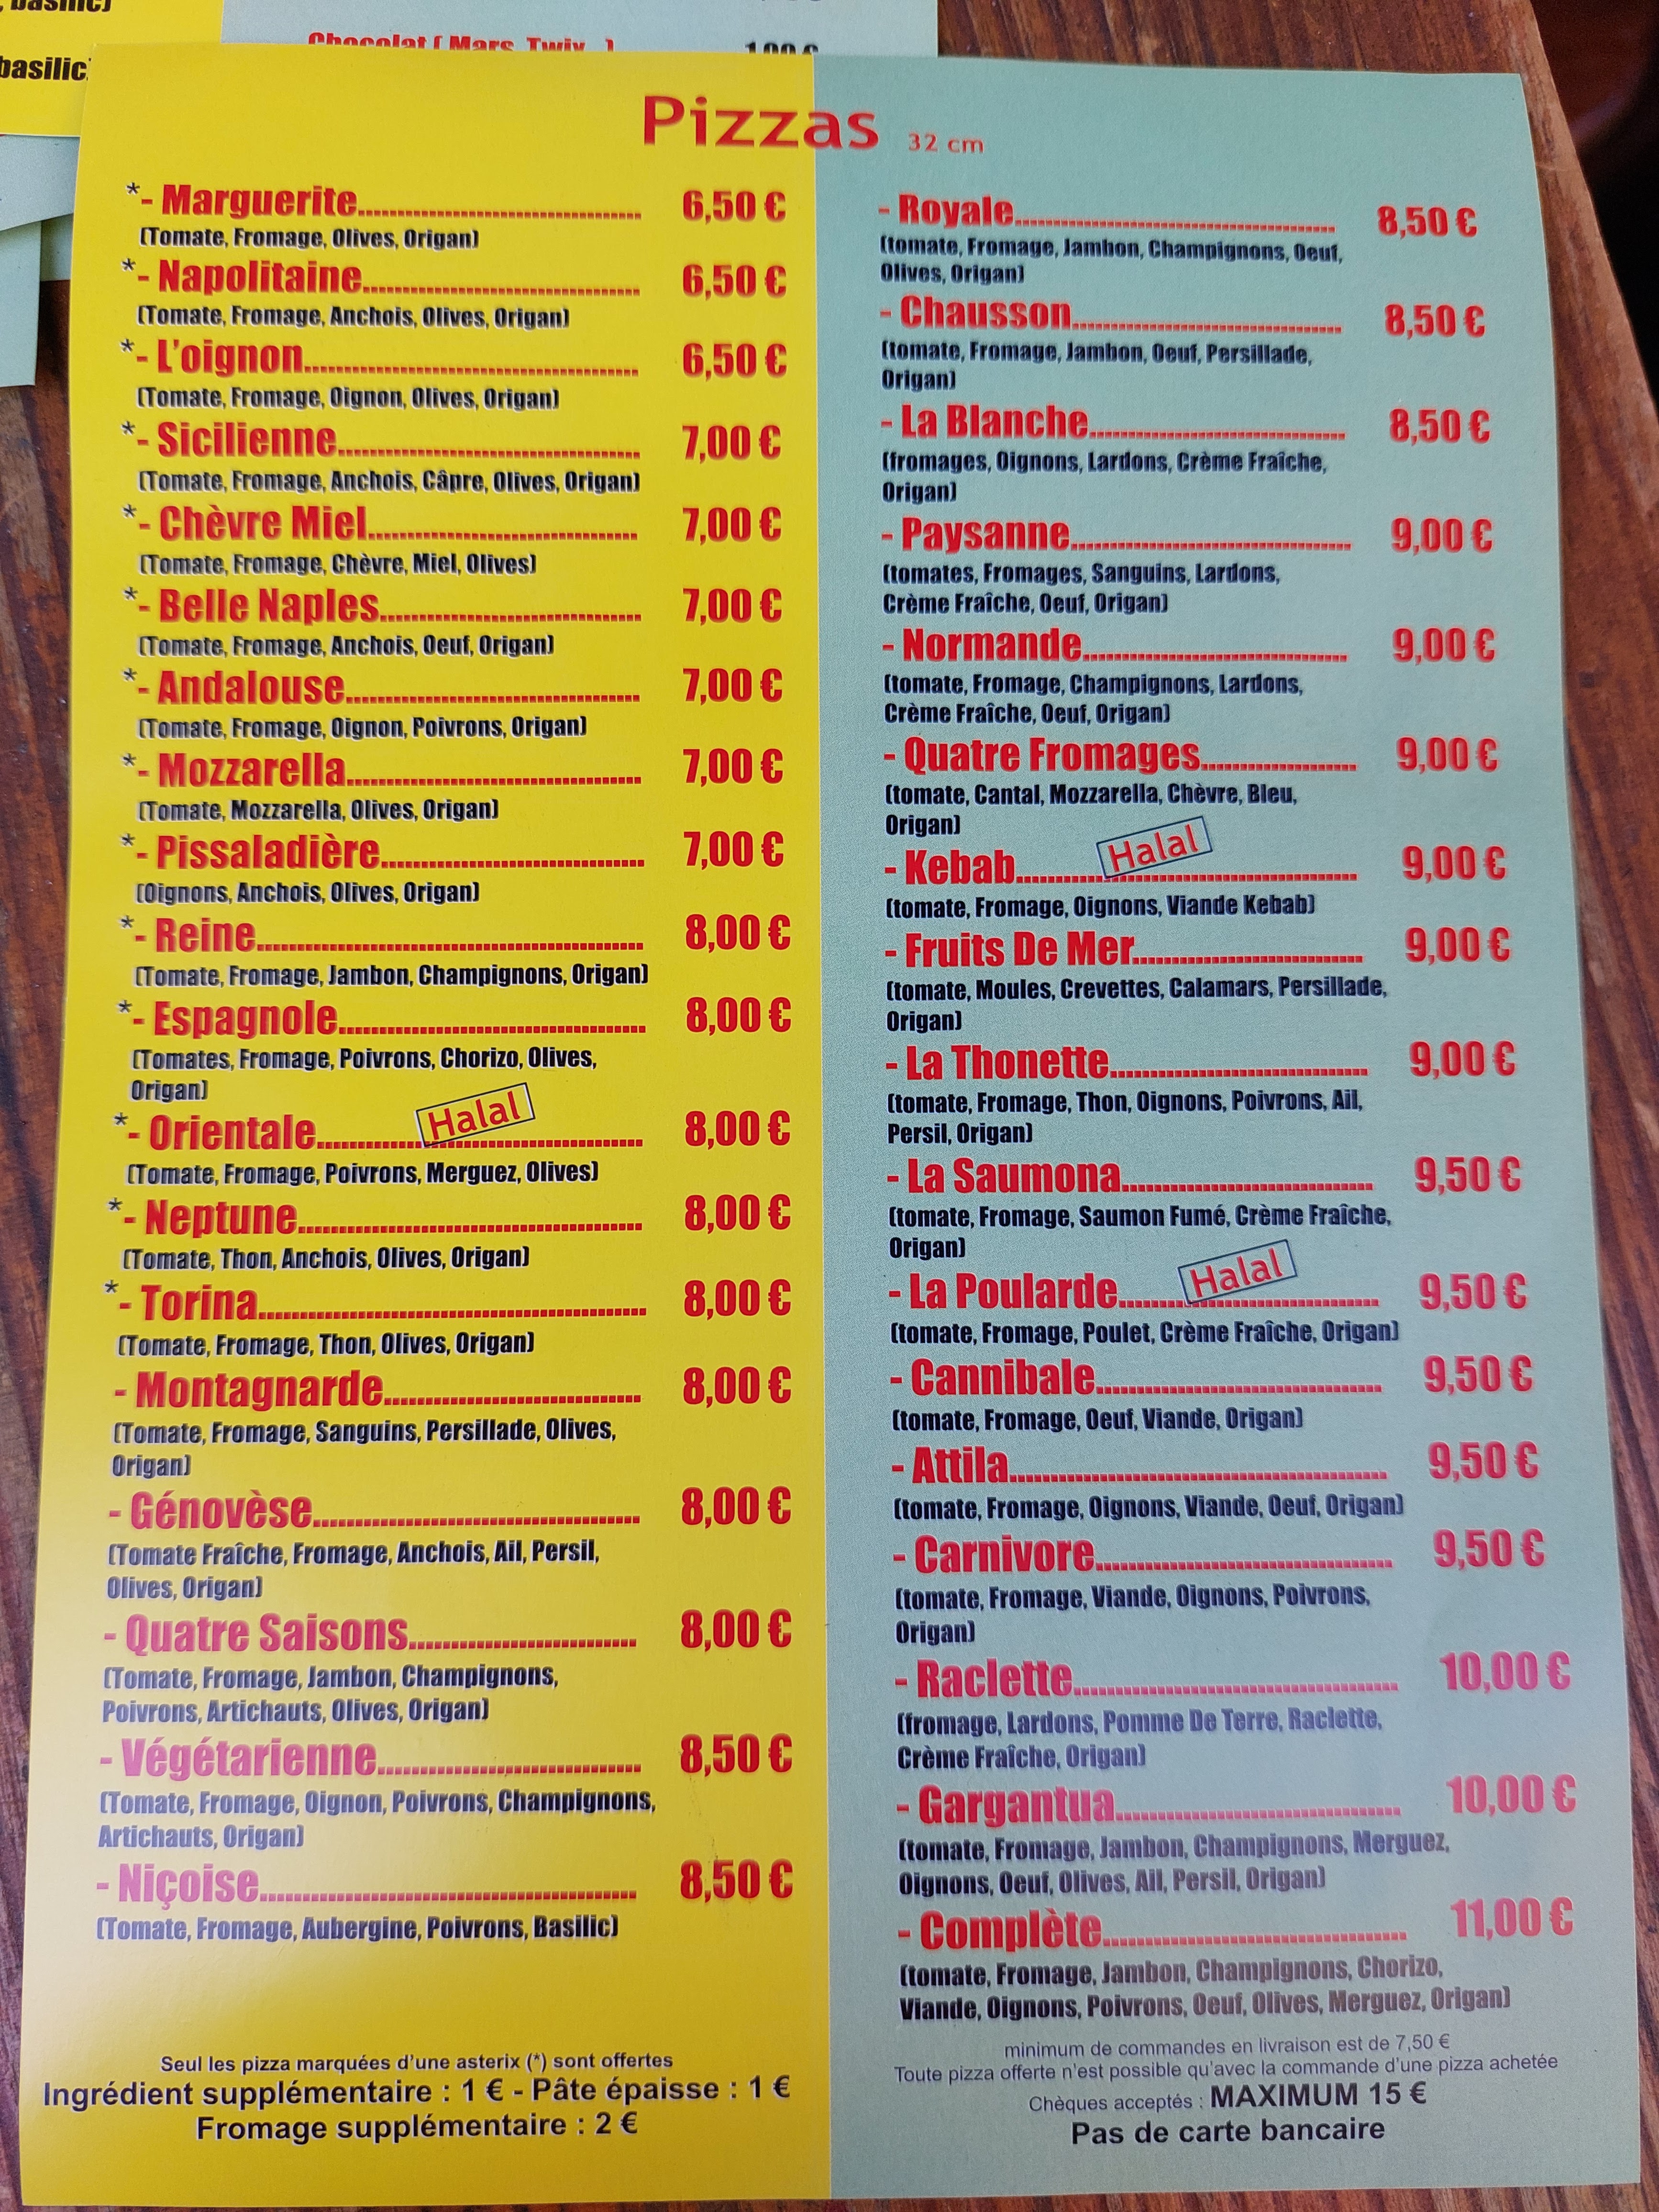 , basilic)
basilic)
Chocolat ( Mars, Twix...)
Pizzas 32 cm
*- Marguerite........ 6,50 €
(Tomate, Fromage, Olives, Origan)
*- Napolitaine........ 6,50 €
(Tomate, Fromage, Anchois, Olives, Origan)
*- L'oignon........ 6,50 €
(Tomate, Fromage, Oignon, Olives, Origan)
*- Sicilienne........ 7,00 €
(Tomate, Fromage, Anchois, Câpre, Olives, Origan)
*- Chèvre Miel........ 7,00 €
(Tomate, Fromage, Chèvre, Miel, Olives)
*- Belle Naples........ 7,00 €
(Tomate, Fromage, Anchois, Oeuf, Origan)
*- Andalouse........ 7,00 €
(Tomate, Fromage, Oignon, Poivrons, Origan)
*- Mozzarella........ 7,00 €
(Tomate, Mozzarella, Olives, Origan)
*- Pissaladière........ 7,00 €
(Oignons, Anchois, Olives, Origan)
*- Reine........ 8,00 €
(Tomate, Fromage, Jambon, Champignons, Origan)
*- Espagnole........ 8,00 €
(Tomates, Fromage, Poivrons, Chorizo, Olives,
Origan)
*- Orientale........ Halal 8,00 €
(Tomate, Fromage, Poivrons, Merguez, Olives)
*- Neptune........ 8,00 €
(Tomate, Thon, Anchois, Olives, Origan)
*- Torina........ 8,00 €
(Tomate, Fromage, Thon, Olives, Origan)
- Montagnarde........ 8,00 €
(Tomate, Fromage, Sanguins, Persillade, Olives,
Origan)
- Génovèse........ 8,00 €
(Tomate Fraîche, Fromage, Anchois, Ail, Persil,
Olives, Origan)
- Quatre Saisons........ 8,00 €
(Tomate, Fromage, Jambon, Champignons,
Poivrons, Artichauts, Olives, Origan)
- Végétarienne........ 8,50 €
(Tomate, Fromage, Oignon, Poivrons, Champignons,
Artichauts, Origan)
- Niçoise........ 8,50 €
(Tomate, Fromage, Aubergine, Poivrons, Basilic)
Seul les pizza marquées d'une asterix (*) sont offertes
Ingrédient supplémentaire : 1 € - Pâte épaisse : 1 €
Fromage supplémentaire : 2 €
- Royale........ 8,50 €
(tomate, Fromage, Jambon, Champignons, Oeuf,
Olives, Origan)
- Chausson........ 8,50 €
(tomate, Fromage, Jambon, Oeuf, Persillade,
Origan)
- La Blanche........ 8,50 €
(fromages, Oignons, Lardons, Crème Fraîche,
Origan)
- Paysanne........ 9,00 €
(tomates, Fromages, Sanguins, Lardons,
Crème Fraîche, Oeuf, Origan)
- Normande........ 9,00 €
(tomate, Fromage, Champignons, Lardons,
Crème Fraîche, Oeuf, Origan)
- Quatre Fromages........ 9,00 €
(tomate, Cantal, Mozzarella, Chèvre, Bleu,
Origan)
- Kebab........ Halal 9,00 €
(tomate, Fromage, Oignons, Viande Kebab)
- Fruits De Mer........ 9,00 €
(tomate, Moules, Crevettes, Calamars, Persillade,
Origan)
- La Thonette........ 9,00 €
(tomate, Fromage, Thon, Oignons, Poivrons, Ail,
Persil, Origan)
- La Saumona........ 9,50 €
(tomate, Fromage, Saumon Fumé, Crème Fraîche,
Origan)
- La Poularde........ Halal 9,50 €
(tomate, Fromage, Poulet, Crème Fraîche, Origan)
- Cannibale........ 9,50 €
(tomate, Fromage, Oeuf, Viande, Origan)
- Attila........ 9,50 €
(tomate, Fromage, Oignons, Viande, Oeuf, Origan)
- Carnivore........ 9,50 €
(tomate, Fromage, Viande, Oignons, Poivrons,
Origan)
- Raclette........ 10,00 €
(fromage, Lardons, Pomme De Terre, Raclette,
Crème Fraîche, Origan)
- Gargantua........ 10,00 €
(tomate, Fromage, Jambon, Champignons, Merguez,
Oignons, Oeuf, Olives, Ail, Persil, Origan)
- Complète........ 11,00 €
(tomate, Fromage, Jambon, Champignons, Chorizo,
Viande, Oignons, Poivrons, Oeuf, Olives, Merguez, Origan)
minimum de commandes en livraison est de 7,50 €
Toute pizza offerte n'est possible qu'avec la commande d'une pizza achetée
Chèques acceptés : MAXIMUM 15 €
Pas de carte bancaire